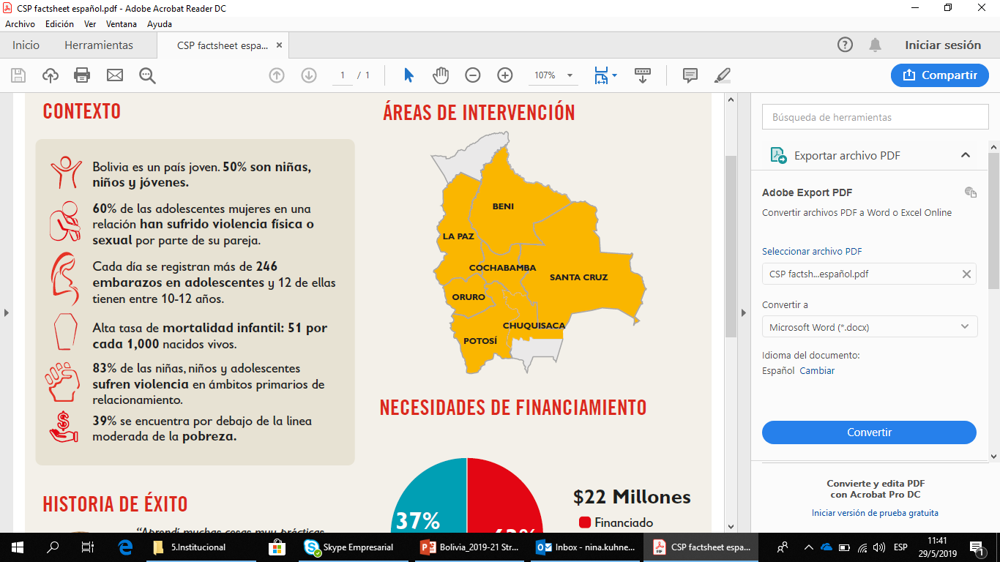 CSP factsheet español.pdf - Adobe Acrobat Reader DC
Archivo Edición Ver Ventana Ayuda
Inicio Herramientas CSP factsheet espa... × Iniciar sesión
1 / 1 107% Compartir
CONTEXTO
Bolivia es un país joven. 50% son niñas,
niños y jóvenes.
60% de las adolescentes mujeres en una
relación han sufrido violencia física o
sexual por parte de su pareja.
Cada día se registran más de 246
embarazos en adolescentes y 12 de ellas
tienen entre 10-12 años.
Alta tasa de mortalidad infantil: 51 por
cada 1,000 nacidos vivos.
83% de las niñas, niños y adolescentes
sufren violencia en ámbitos primarios de
relacionamiento.
39% se encuentra por debajo de la linea
moderada de la pobreza.
HISTORIA DE ÉXITO
“Aprendí muchas cosas muy prácticas
ÁREAS DE INTERVENCIÓN
BENI
LA PAZ
COCHABAMBA
SANTA CRUZ
ORURO
CHUQUISACA
POTOSÍ
NECESIDADES DE FINANCIAMIENTO
37%
$22 Millones
Financiado
Búsqueda de herramientas
Exportar archivo PDF
Adobe Export PDF
Convertir archivos PDF a Word o Excel Online
Seleccionar archivo PDF
CSP factsh...español.pdf
Convertir a
Microsoft Word (*.docx)
Idioma del documento:
Español Cambiar
Convertir
Convierte y edita PDF
con Acrobat Pro DC
Iniciar versión de prueba gratuita
5.Institucional Skype Empresarial Bolivia_2019-21 Str... Inbox - nina.kuhne... CSP factsheet espa... ESP 11:41
29/5/2019 1